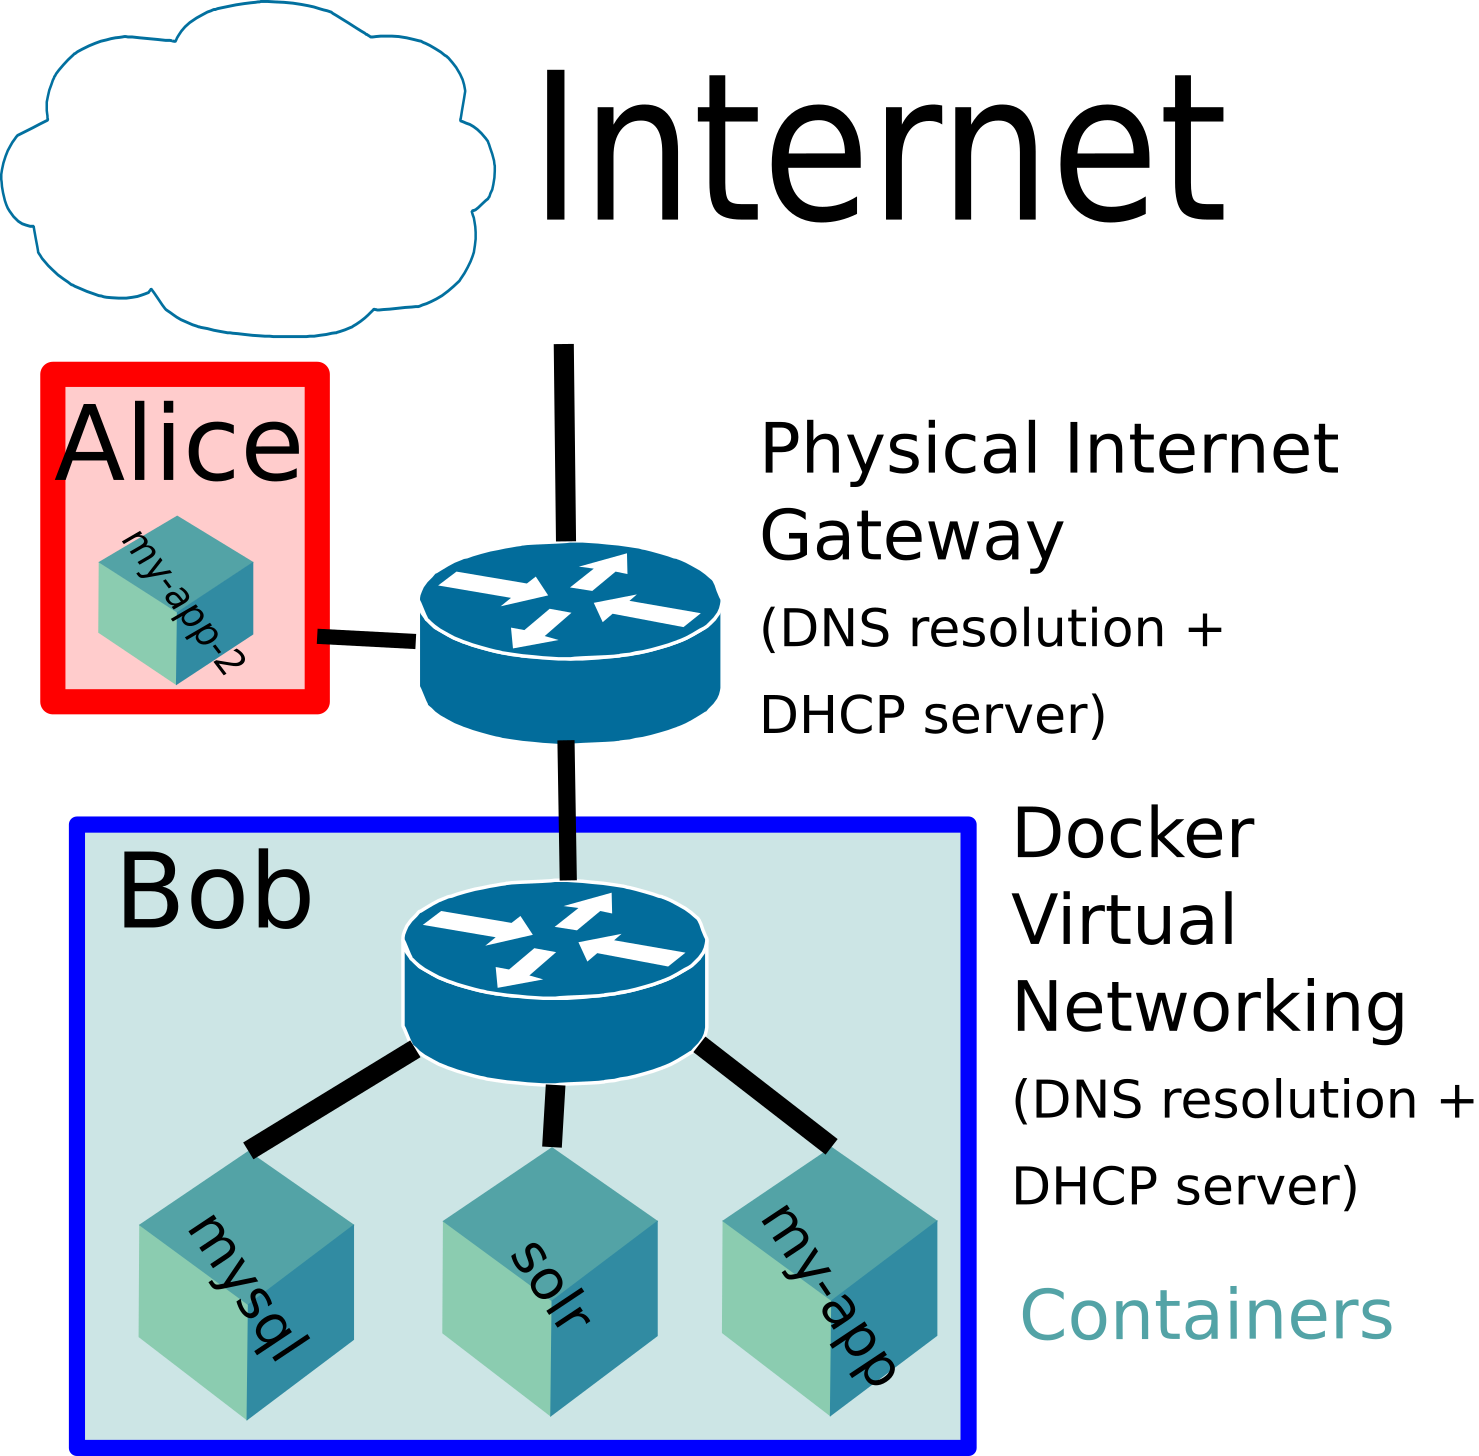 Internet
Alice
my-app-2
Physical Internet
Gateway
(DNS resolution +
DHCP server)
Bob
Docker
Virtual
Networking
(DNS resolution +
DHCP server)
mysql
solr
my-app
Containers